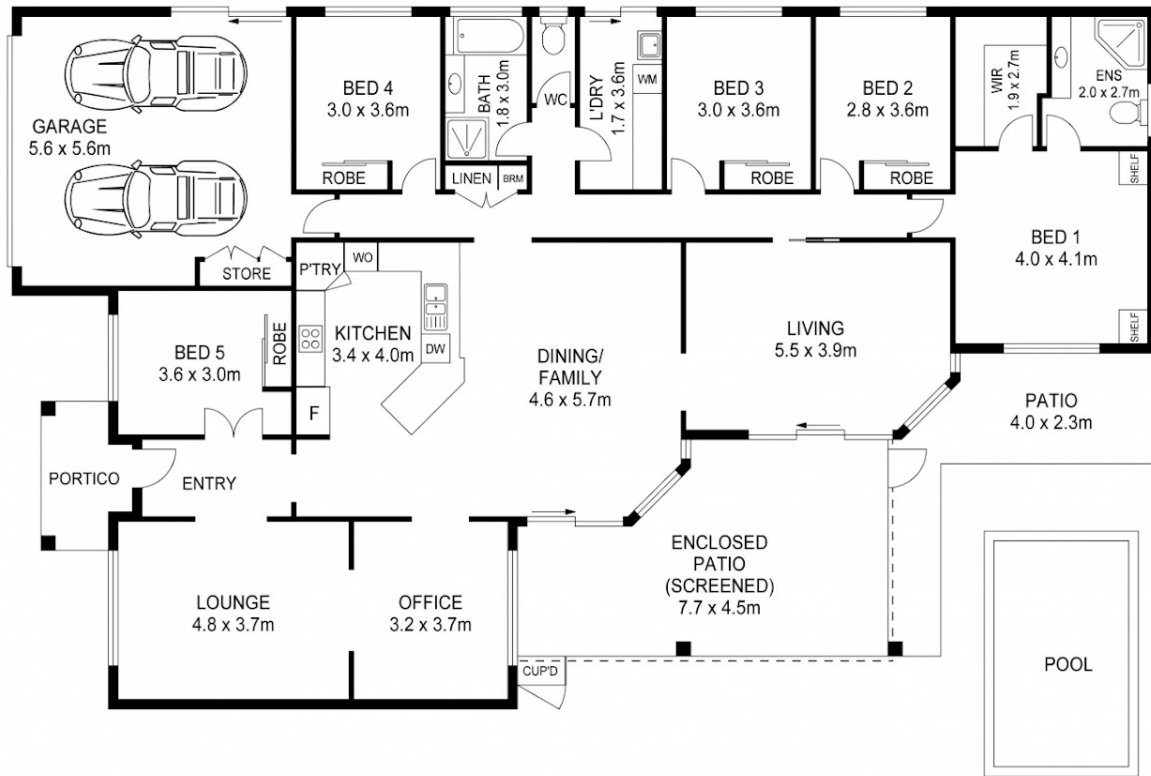 GARAGE
5.6 x 5.6m
BED 4
3.0 x 3.6m
ROBE
BATH
1.8 x 3.0m
WC
L'DRY
1.7 x 3.6m
WM
LINEN
BRM
BED 3
3.0 x 3.6m
ROBE
BED 2
2.8 x 3.6m
ROBE
WIR
1.9 x 2.7m
ENS
2.0 x 2.7m
SHELF
BED 1
4.0 x 4.1m
SHELF
STORE
P'TRY
WO
KITCHEN
3.4 x 4.0m
DW
F
BED 5
3.6 x 3.0m
ROBE
DINING/
FAMILY
4.6 x 5.7m
LIVING
5.5 x 3.9m
PATIO
4.0 x 2.3m
PORTICO
ENTRY
LOUNGE
4.8 x 3.7m
OFFICE
3.2 x 3.7m
ENCLOSED
PATIO
(SCREENED)
7.7 x 4.5m
CUP'D
POOL